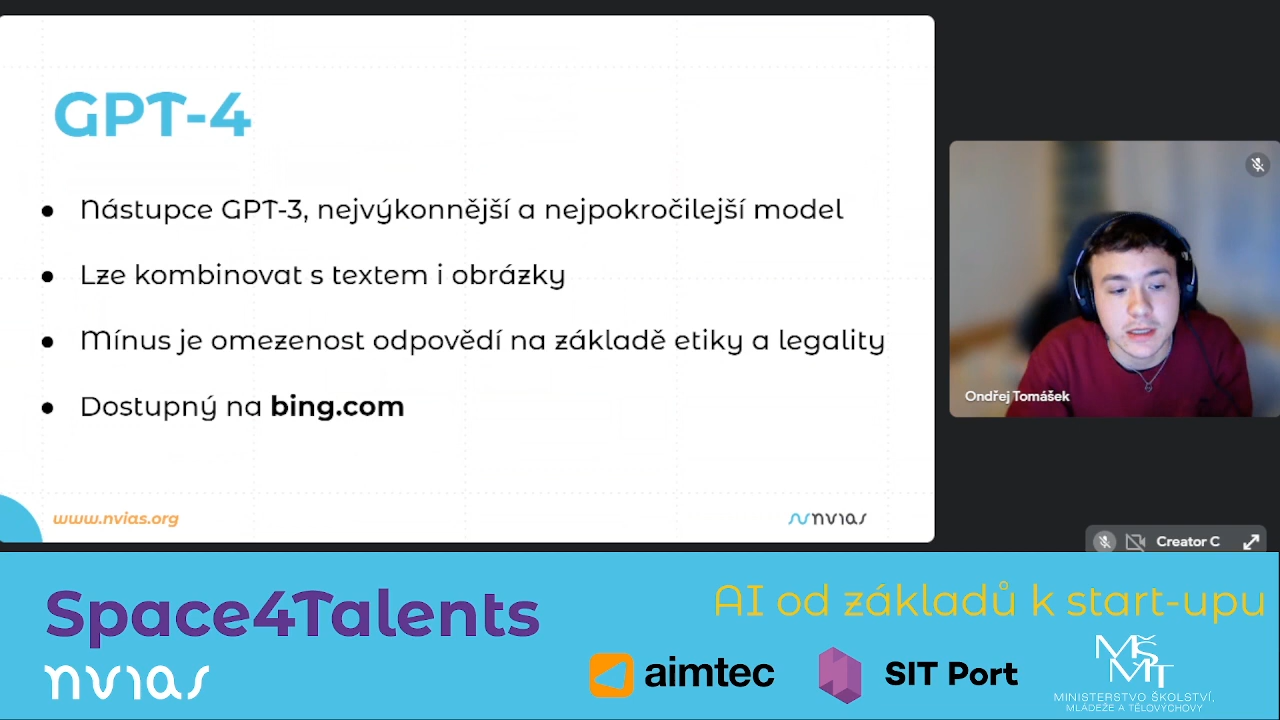 GPT-4
● Nástupce GPT-3, nejvýkonnější a nejpokročilejší model
● Lze kombinovat s textem i obrázky
● Mínus je omezenost odpovědí na základě etiky a legality
● Dostupný na bing.com
www.nvias.org
nvias
Ondřej Tomášek
Creator C
Space4Talents
AI od základů k start-upu
nvias
aimtec
SIT Port
MŠMT
MINISTERSTVO ŠKOLSTVÍ,
MLÁDEŽE A TĚLOVÝCHOVY